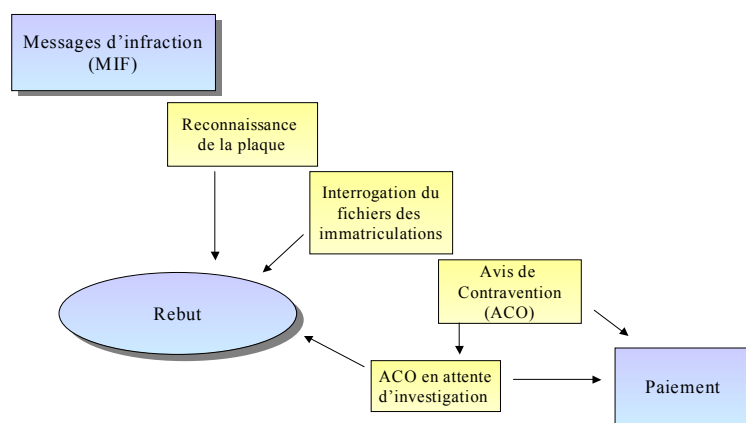 Messages d'infraction
(MIF)
Reconnaissance
de la plaque
Interrogation du
fichiers des
immatriculations
Avis de
Contravention
(ACO)
Rebut
ACO en attente
d'investigation
Paiement